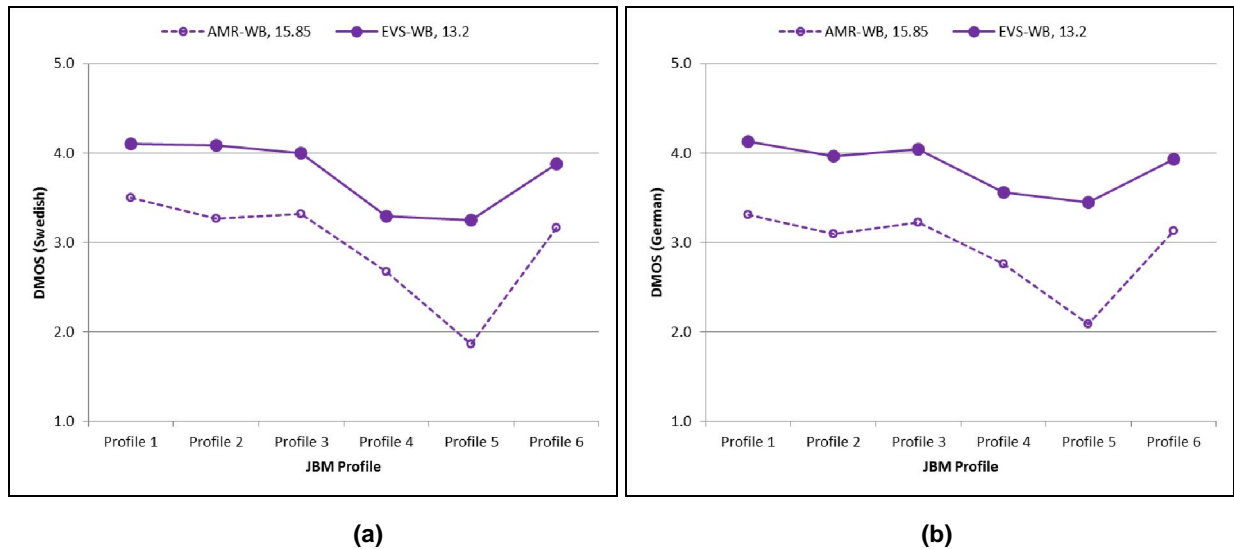 AMR-WB, 15.85 EVS-WB, 13.2
5.0
4.0
3.0
2.0
1.0
DMOS (Swedish)
Profile 1 Profile 2 Profile 3 Profile 4 Profile 5 Profile 6
JBM Profile
(a)
AMR-WB, 15.85 EVS-WB, 13.2
5.0
4.0
3.0
2.0
1.0
DMOS (German)
Profile 1 Profile 2 Profile 3 Profile 4 Profile 5 Profile 6
JBM Profile
(b)